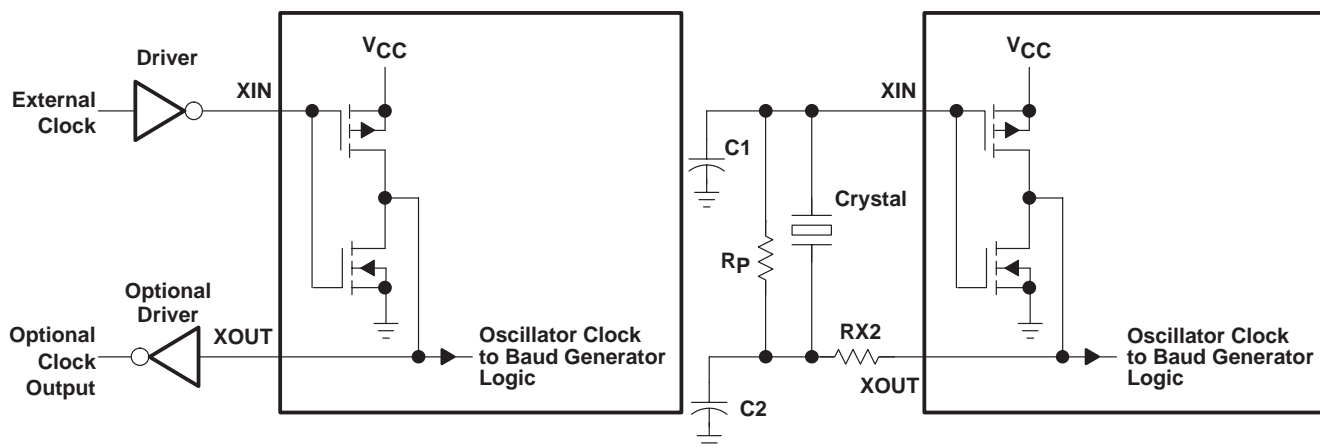 Driver
VCC
XIN
External
Clock
Optional
Driver
XOUT
Optional
Clock
Output
Oscillator Clock
to Baud Generator
Logic
VCC
XIN
C1
Crystal
RP
RX2
XOUT
C2
Oscillator Clock
to Baud Generator
Logic